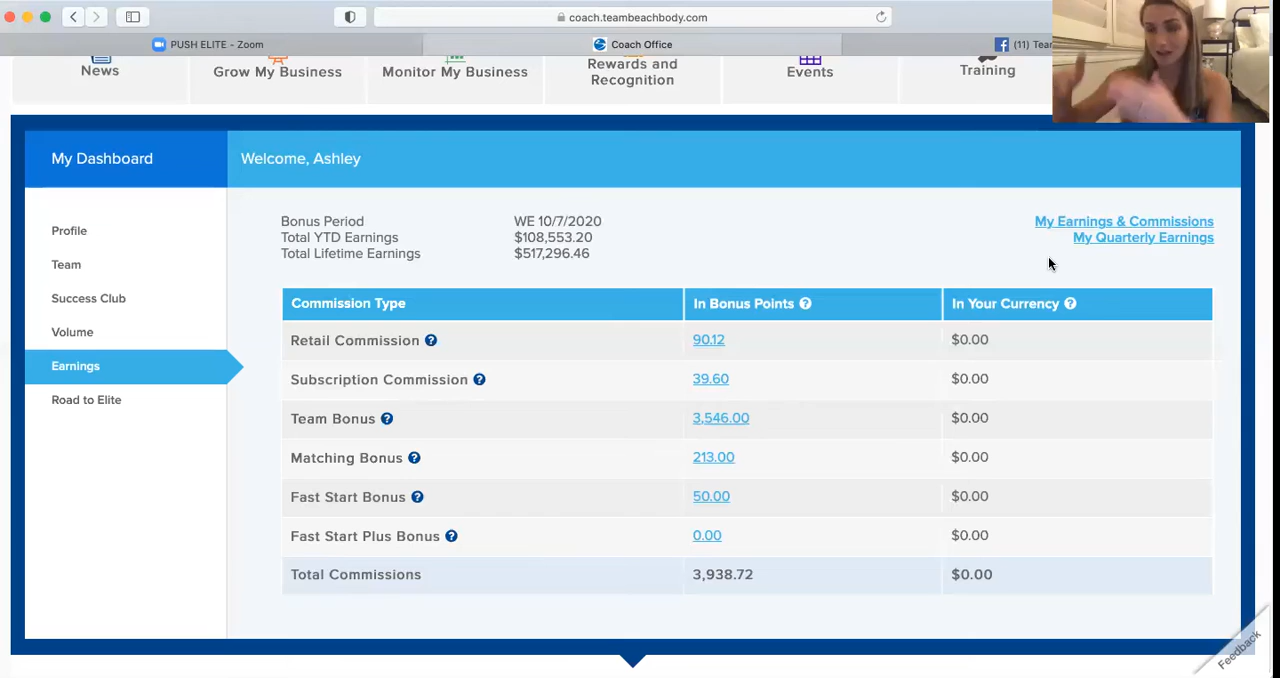 coach.teambeachbody.com
PUSH ELITE - Zoom
Coach Office
(11) Tear
News
Grow My Business
Monitor My Business
Rewards and
Recognition
Events
Training
My Dashboard
Welcome, Ashley
Profile
Team
Success Club
Volume
Earnings
Road to Elite
Bonus Period WE 10/7/2020
Total YTD Earnings $108,553.20
Total Lifetime Earnings $517,296.46
My Earnings & Commissions
My Quarterly Earnings
Commission Type In Bonus Points ? In Your Currency ?
Retail Commission ? 90.12 $0.00
Subscription Commission ? 39.60 $0.00
Team Bonus ? 3,546.00 $0.00
Matching Bonus ? 213.00 $0.00
Fast Start Bonus ? 50.00 $0.00
Fast Start Plus Bonus ? 0.00 $0.00
Total Commissions 3,938.72 $0.00
Feedback